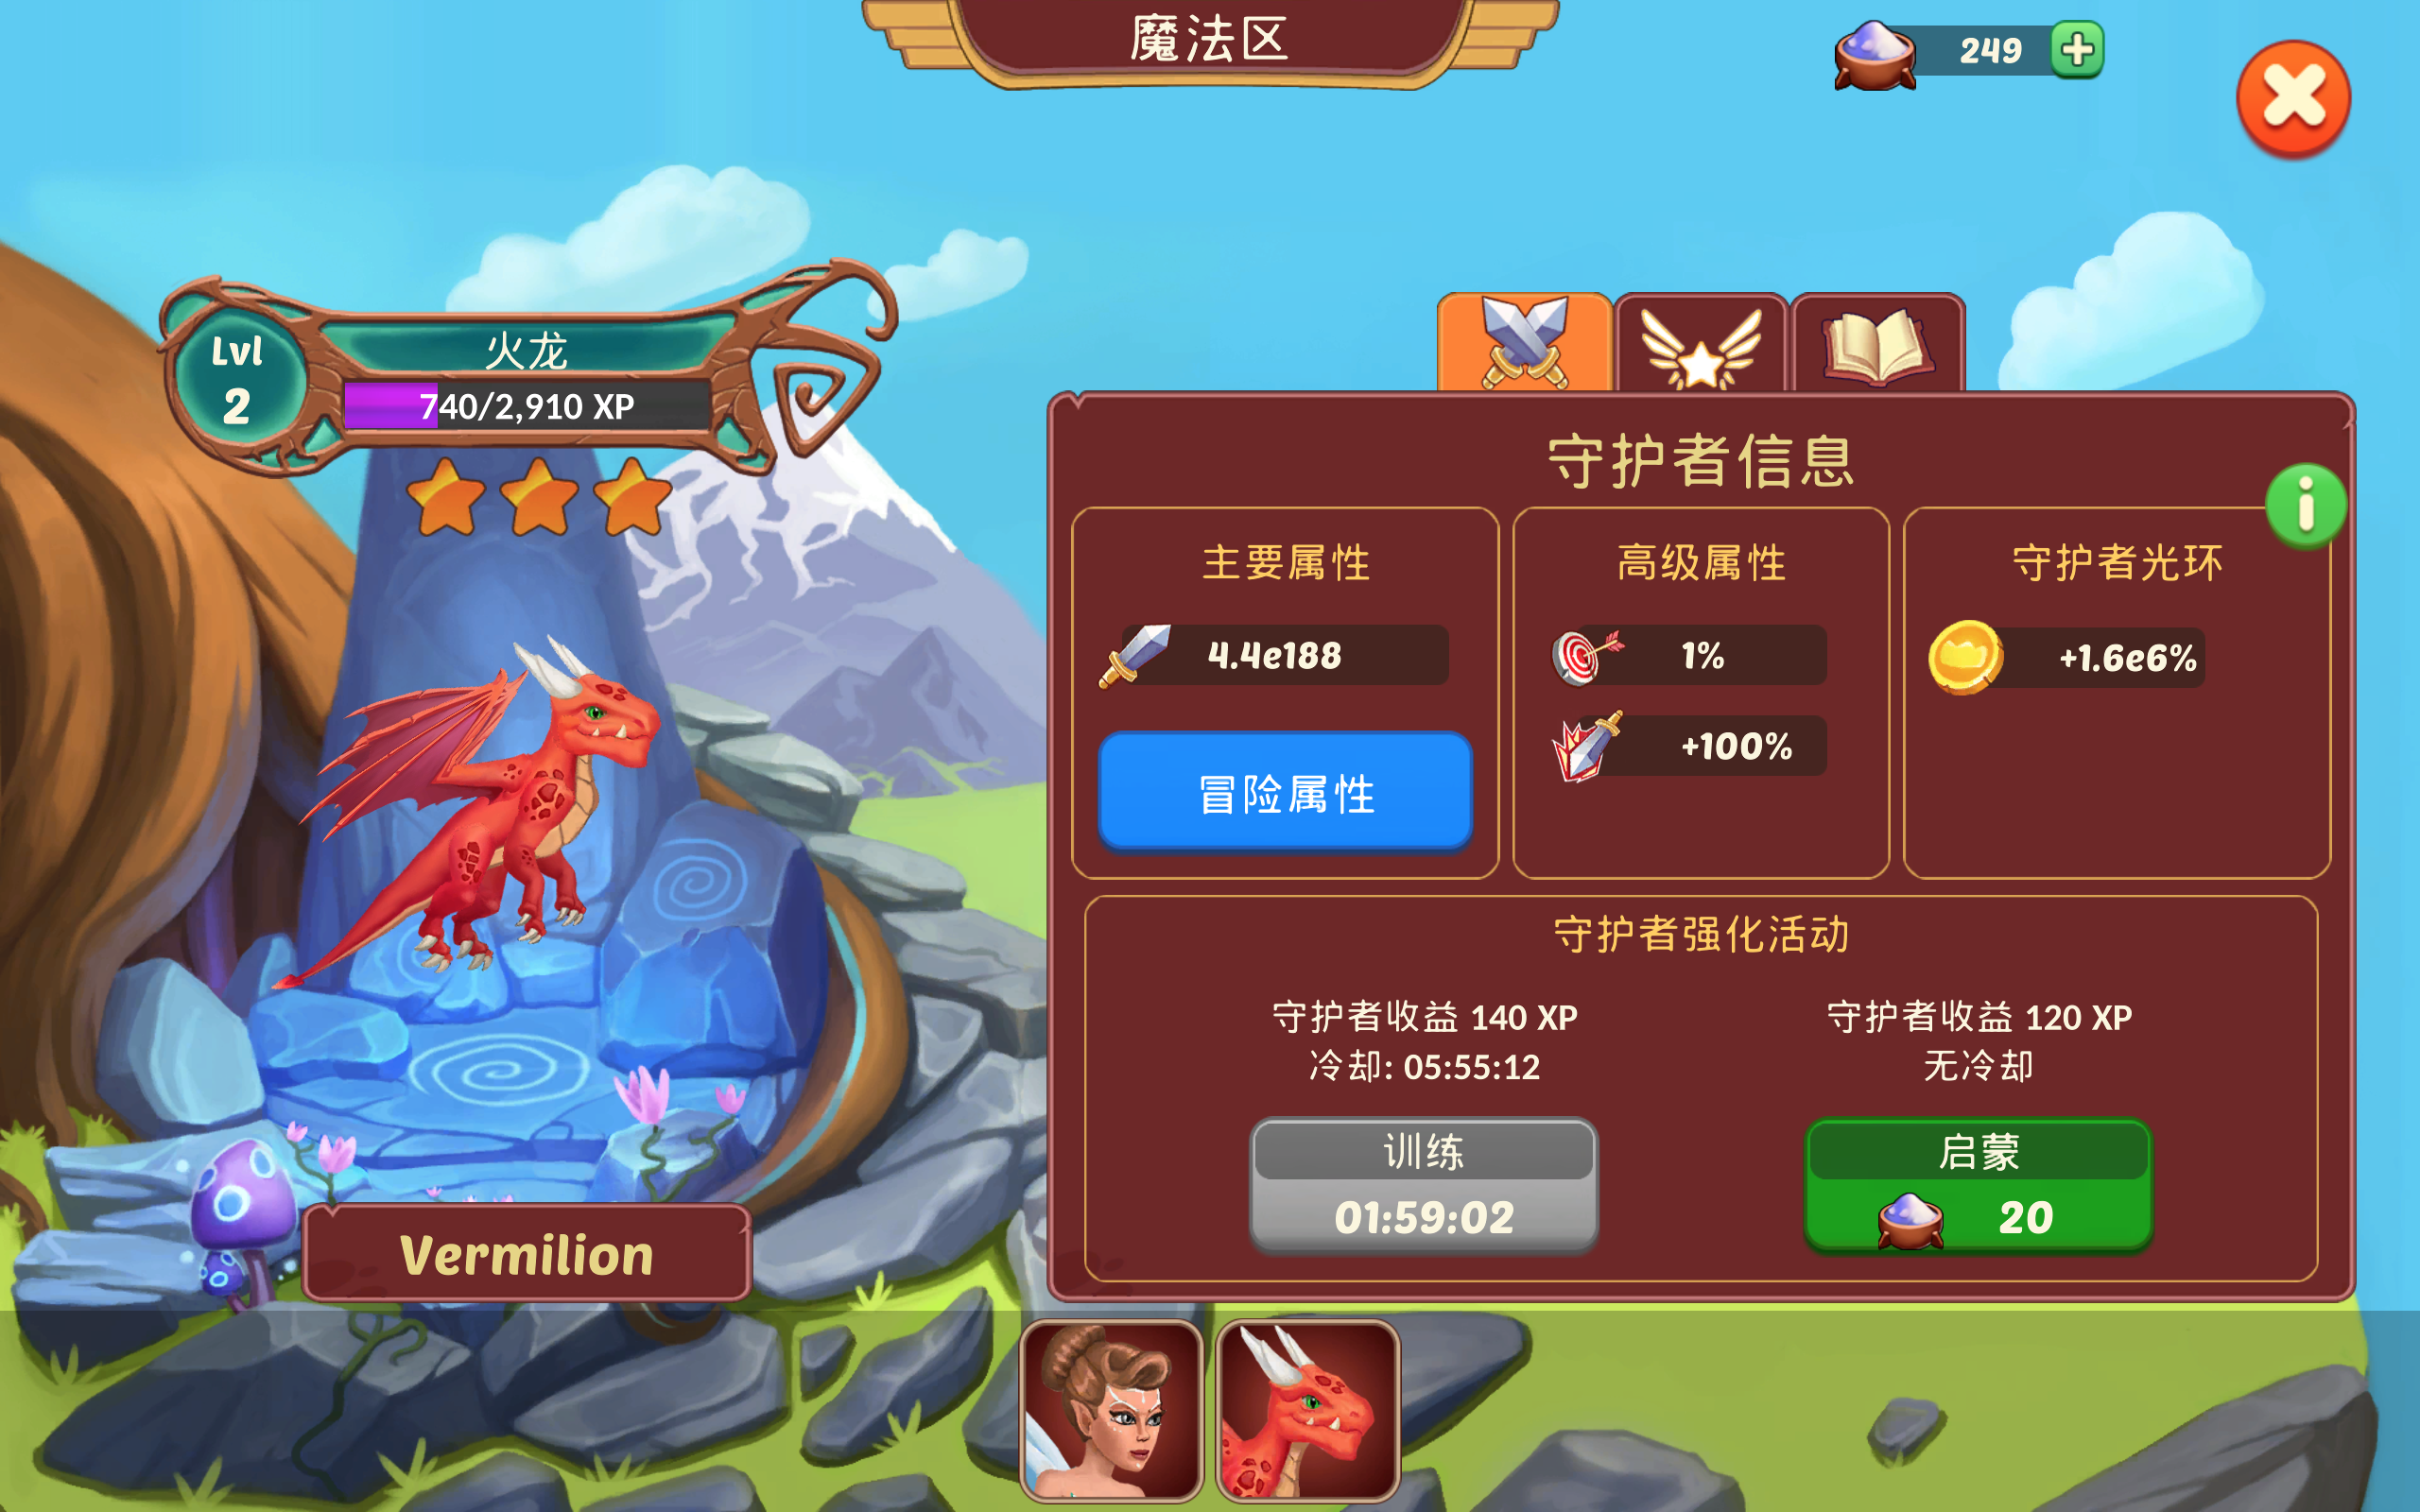 魔法区
249
Lvl
2
火龙
740/2,910 XP
守护者信息
主要属性
4.4e188
冒险属性
高级属性
1%
+100%
守护者光环
+1.6e6%
守护者强化活动
守护者收益 140 XP
冷却: 05:55:12
训练
01:59:02
守护者收益 120 XP
无冷却
启蒙
20
Vermilion